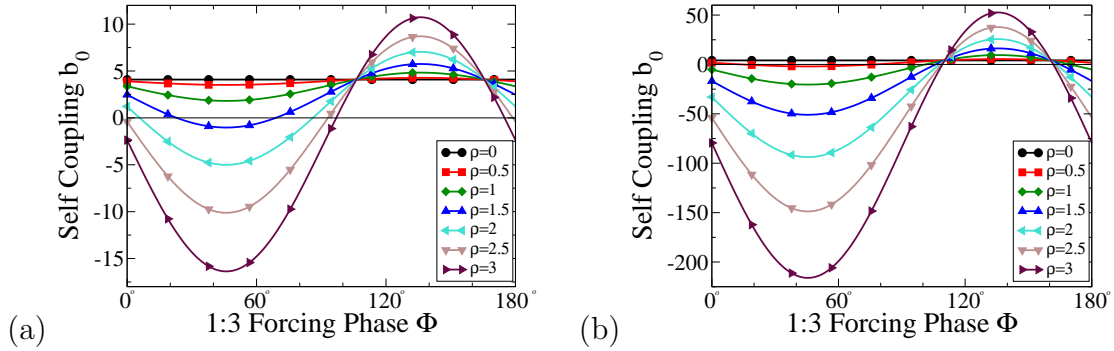 Self Coupling b₀
10
5
0
-5
-10
-15
ρ=0
ρ=0.5
ρ=1
ρ=1.5
ρ=2
ρ=2.5
ρ=3
0° 60° 120° 180°
1:3 Forcing Phase Φ
(a)
Self Coupling b₀
50
0
-50
-100
-150
-200
ρ=0
ρ=0.5
ρ=1
ρ=1.5
ρ=2
ρ=2.5
ρ=3
0° 60° 120° 180°
1:3 Forcing Phase Φ
(b)